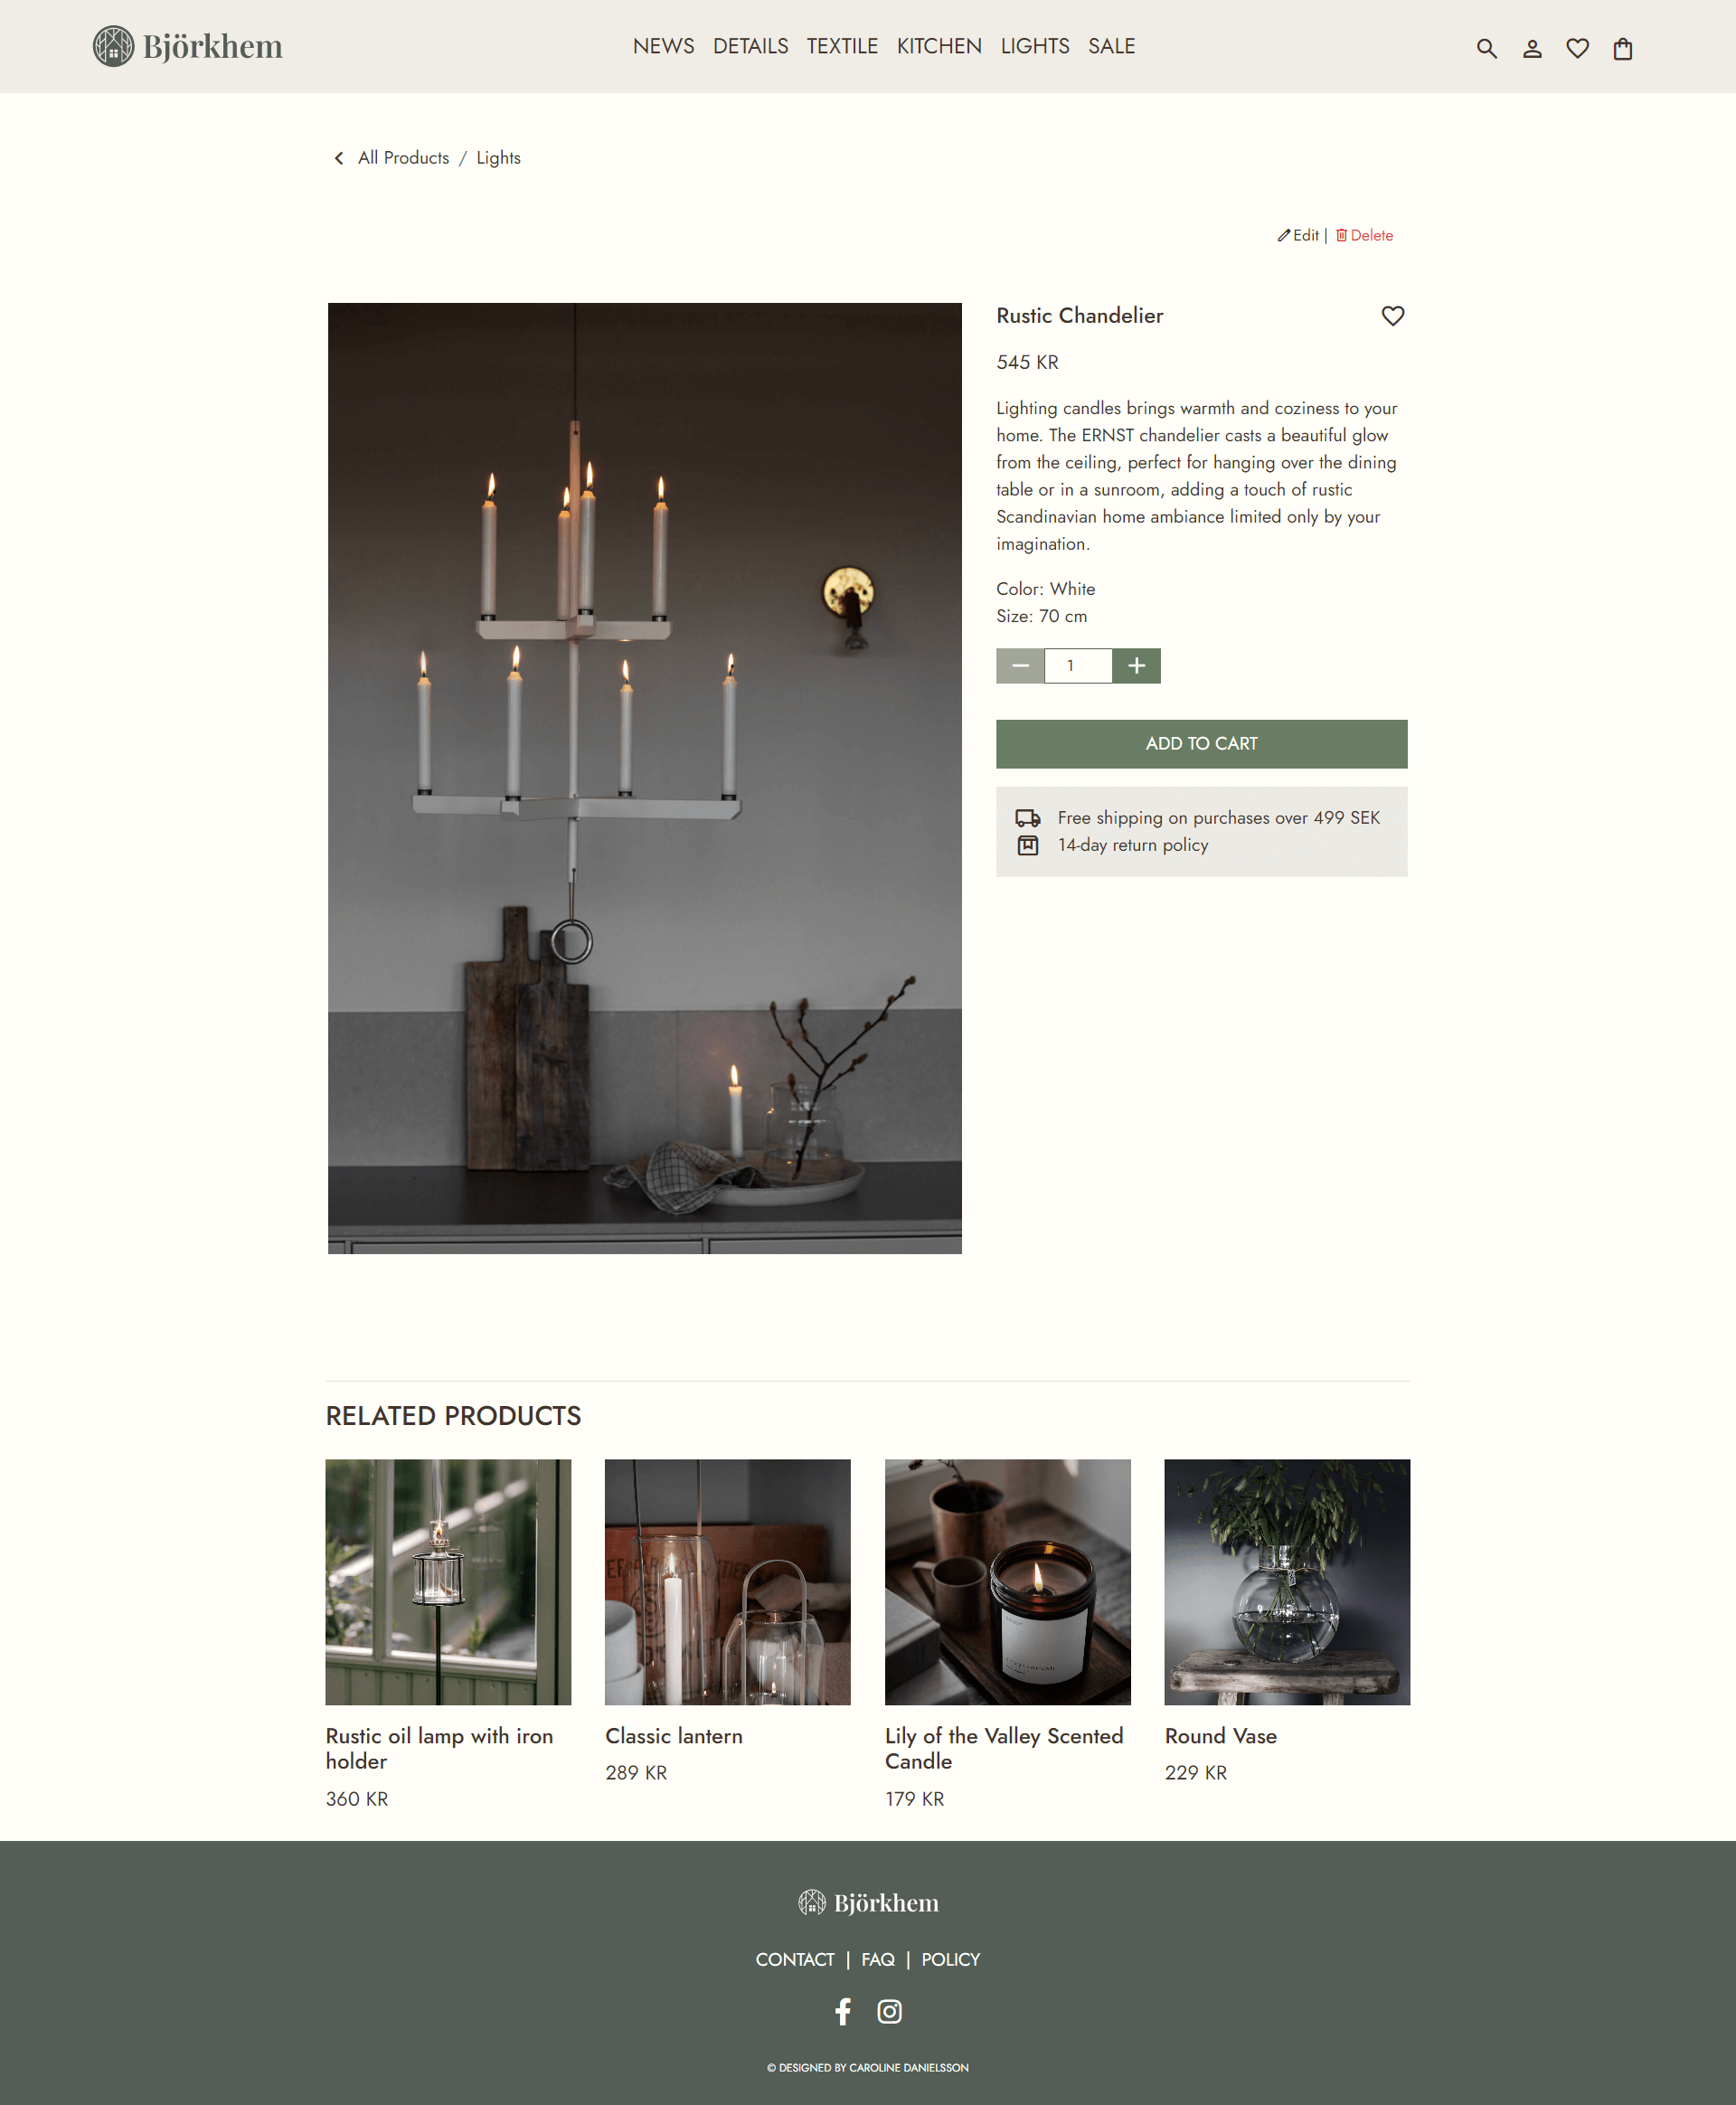 Björkhem
NEWS DETAILS TEXTILE KITCHEN LIGHTS SALE
All Products / Lights
Edit | Delete
Rustic Chandelier
545 KR
Lighting candles brings warmth and coziness to your
home. The ERNST chandelier casts a beautiful glow
from the ceiling, perfect for hanging over the dining
table or in a sunroom, adding a touch of rustic
Scandinavian home ambiance limited only by your
imagination.
Color: White
Size: 70 cm
1
ADD TO CART
Free shipping on purchases over 499 SEK
14-day return policy
RELATED PRODUCTS
Rustic oil lamp with iron
holder
360 KR
Classic lantern
289 KR
Lily of the Valley Scented
Candle
179 KR
Round Vase
229 KR
Björkhem
CONTACT | FAQ | POLICY
© DESIGNED BY CAROLINE DANIELSSON